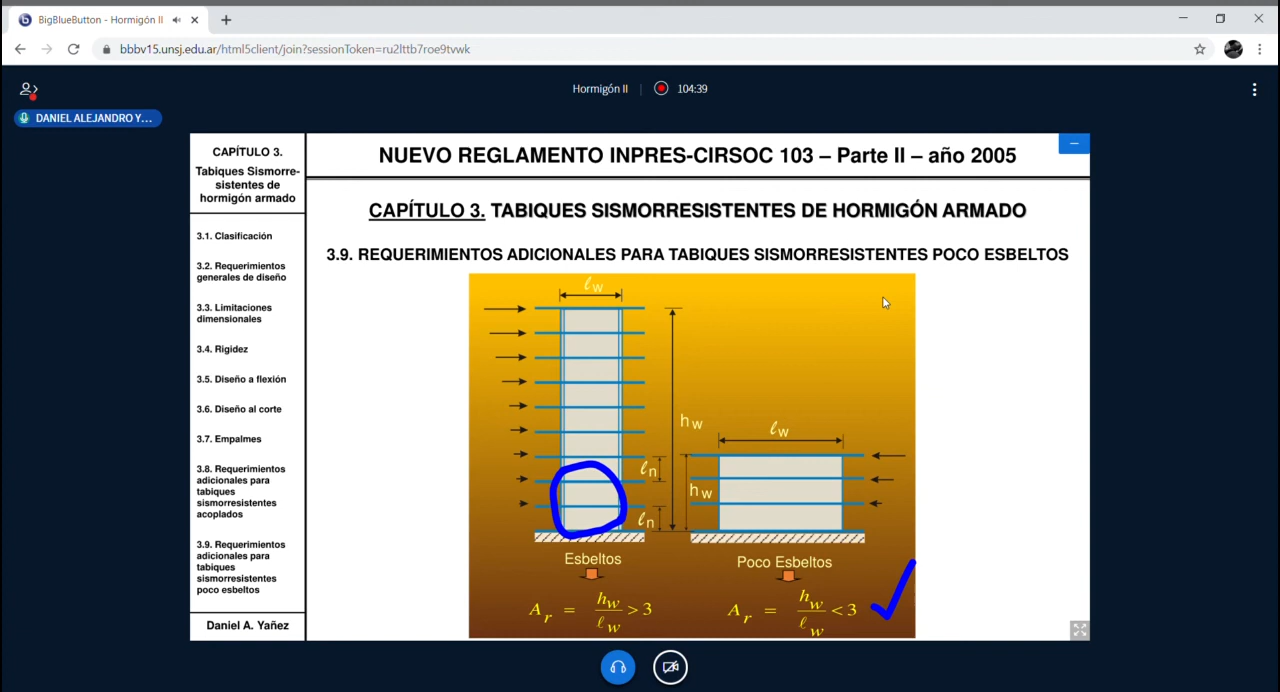 BigBlueButton - Hormigón II
bbbv15.unsj.edu.ar/html5client/join?sessionToken=ru2lttb7roe9tvwk
Hormigón II
104:39
DANIEL ALEJANDRO Y...
CAPÍTULO 3.
Tabiques Sismorre-
sistentes de
hormigón armado
3.1. Clasificación
3.2. Requerimientos
generales de diseño
3.3. Limitaciones
dimensionales
3.4. Rigidez
3.5. Diseño a flexión
3.6. Diseño al corte
3.7. Empalmes
3.8. Requerimientos
adicionales para
tabiques
sismorresistentes
acoplados
3.9. Requerimientos
adicionales para
tabiques
sismorresistentes
poco esbeltos
Daniel A. Yañez
NUEVO REGLAMENTO INPRES-CIRSOC 103 – Parte II – año 2005
CAPÍTULO 3. TABIQUES SISMORRESISTENTES DE HORMIGÓN ARMADO
3.9. REQUERIMIENTOS ADICIONALES PARA TABIQUES SISMORRESISTENTES POCO ESBELTOS
ℓw
hw
ℓn
ℓn
Esbeltos
Ar = hw/ℓw > 3
ℓw
hw
Poco Esbeltos
Ar = hw/ℓw < 3